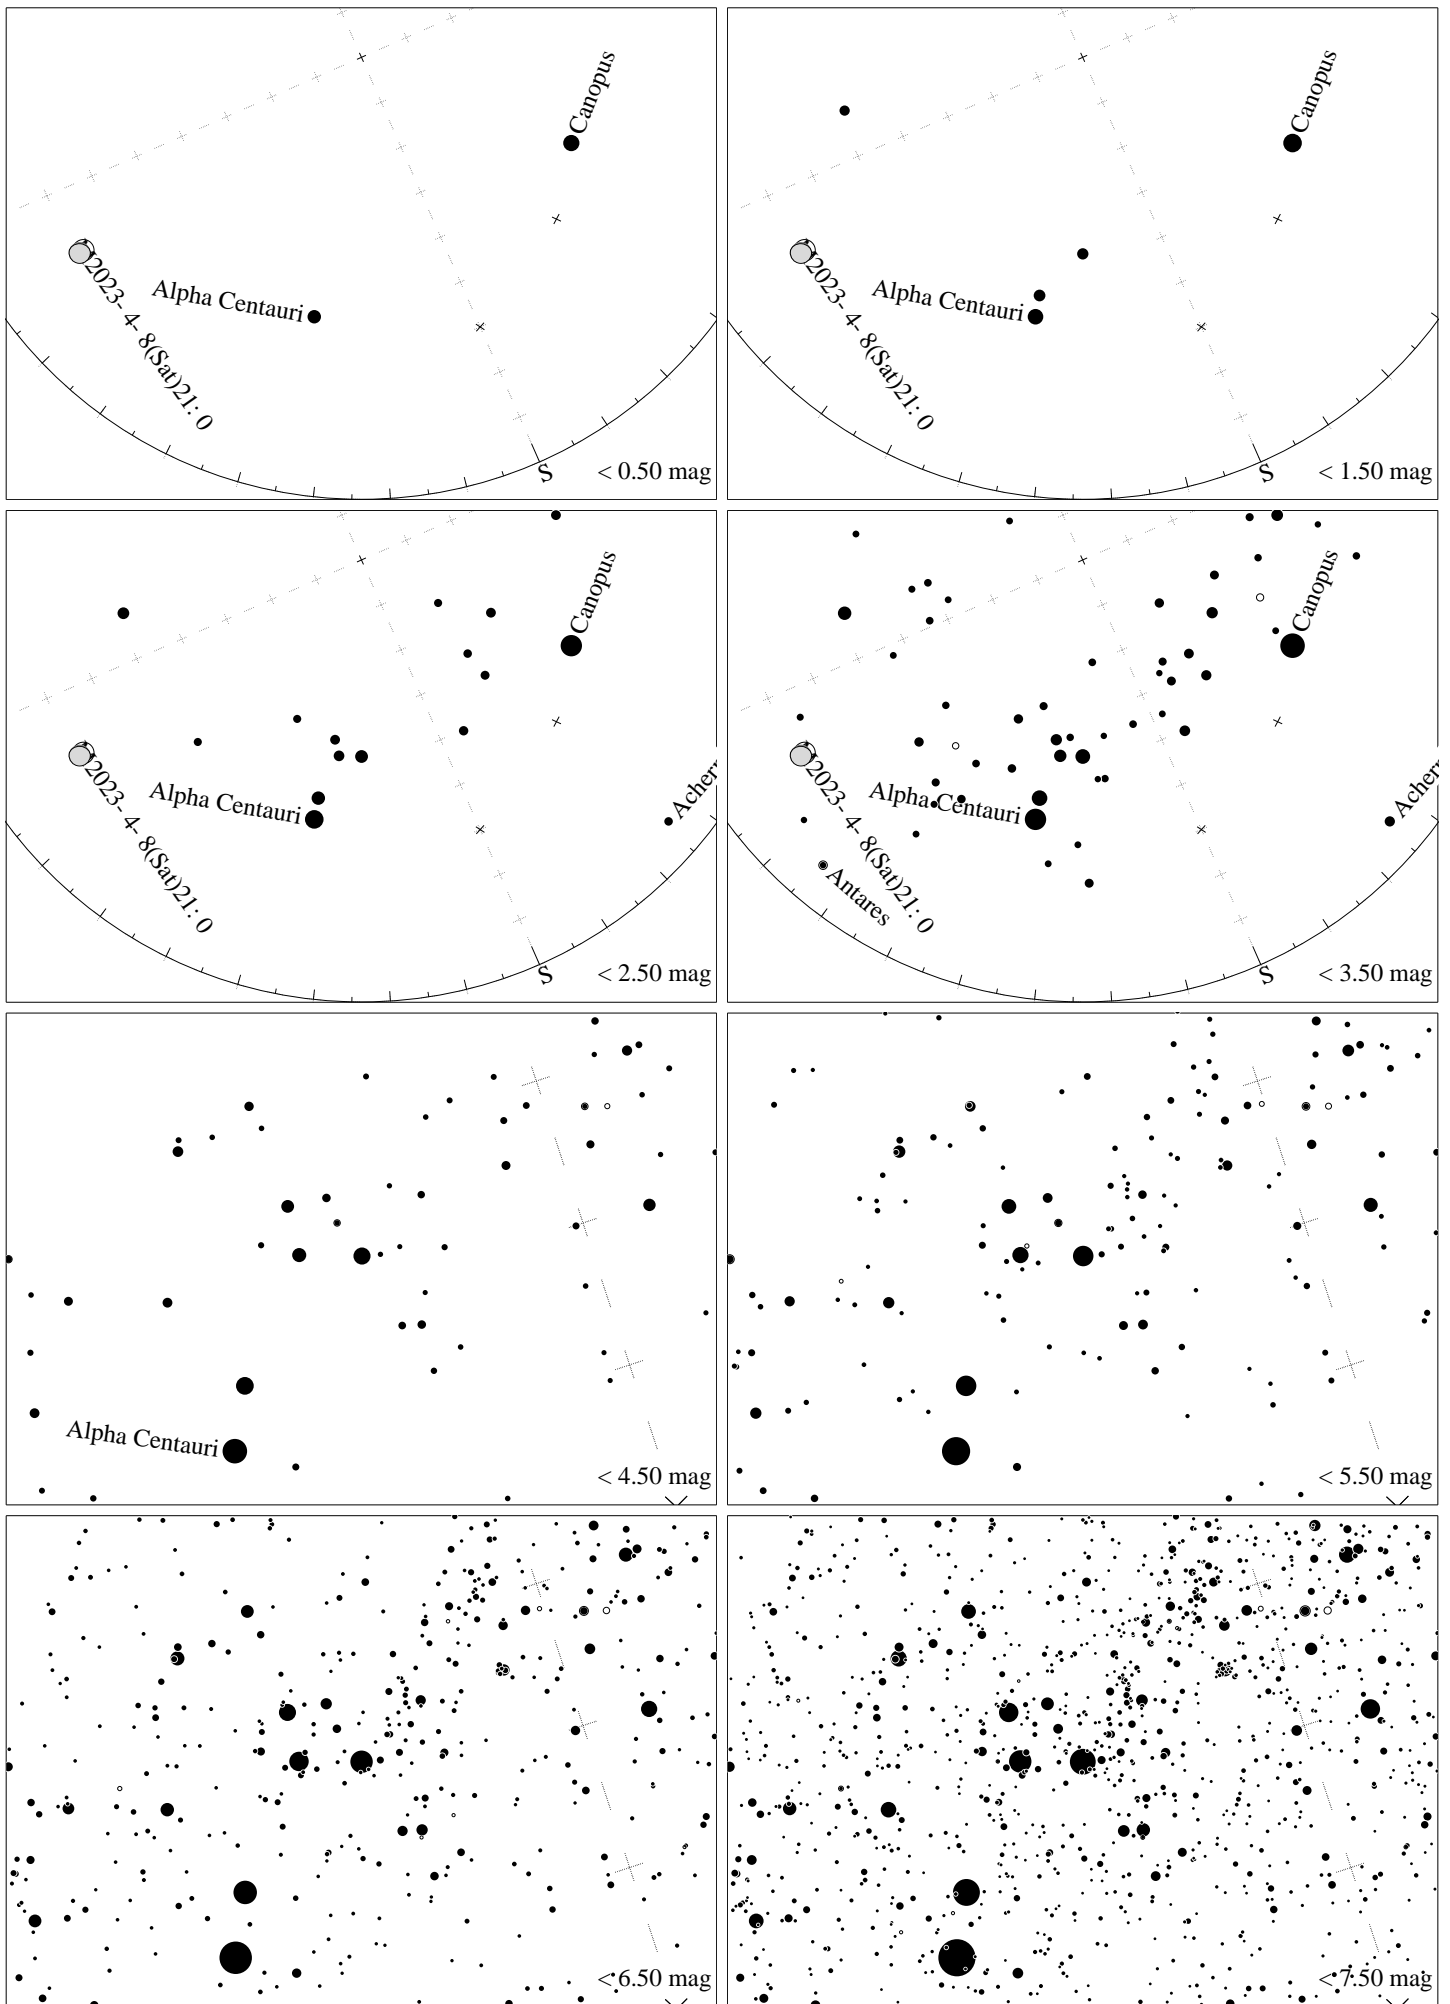 Canopus
Alpha Centauri
2023- 4- 8(Sat)21: 0
S
< 0.50 mag
Canopus
Alpha Centauri
2023- 4- 8(Sat)21: 0
S
< 1.50 mag
Canopus
Alpha Centauri
2023- 4- 8(Sat)21: 0
Achern
S
< 2.50 mag
Canopus
Alpha Centauri
2023- 4- 8(Sat)21: 0
Achern
Antares
S
< 3.50 mag
Alpha Centauri
< 4.50 mag
< 5.50 mag
< 6.50 mag
< 7.50 mag